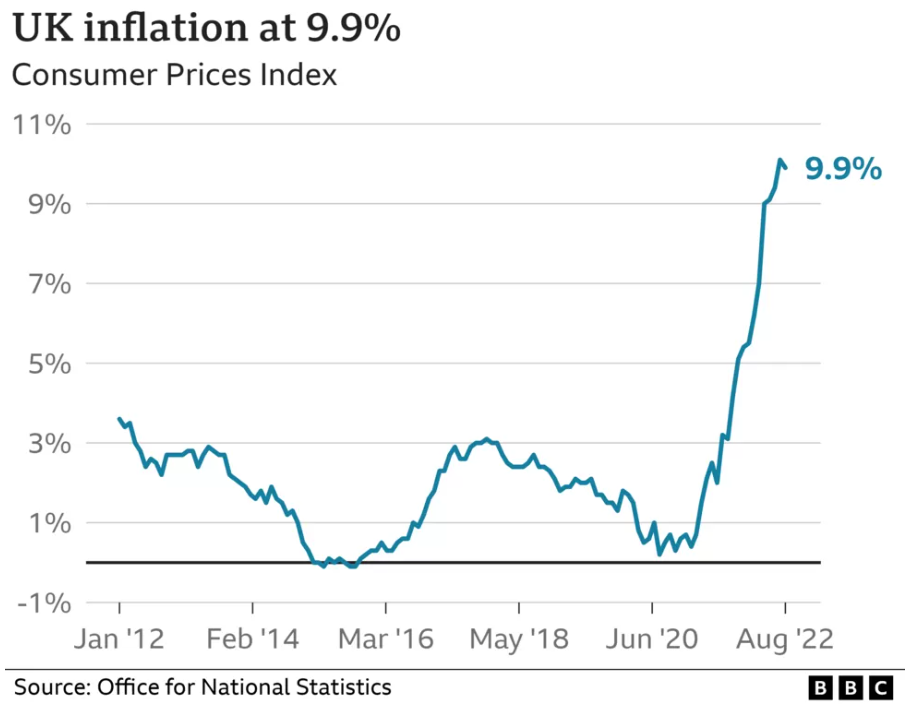 UK inflation at 9.9%
Consumer Prices Index
11%
9.9%
9%
7%
5%
3%
1%
-1%
Jan '12 Feb '14 Mar '16 May '18 Jun '20 Aug '22
Source: Office for National Statistics
BBC